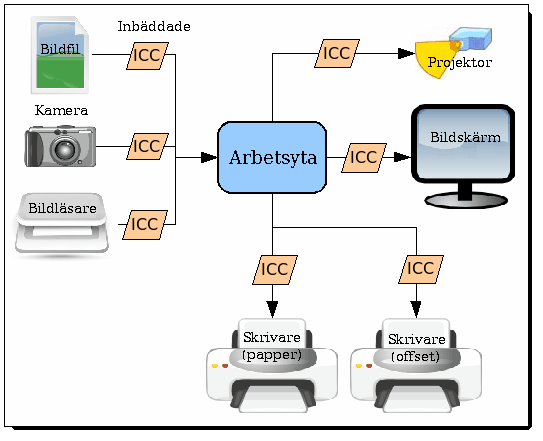 Inbäddade
Bildfil
ICC
ICC
Projektor
Kamera
ICC
Arbetsyta
ICC
Bildskärm
Bildläsare
ICC
ICC
ICC
Skrivare
(papper)
Skrivare
(offset)